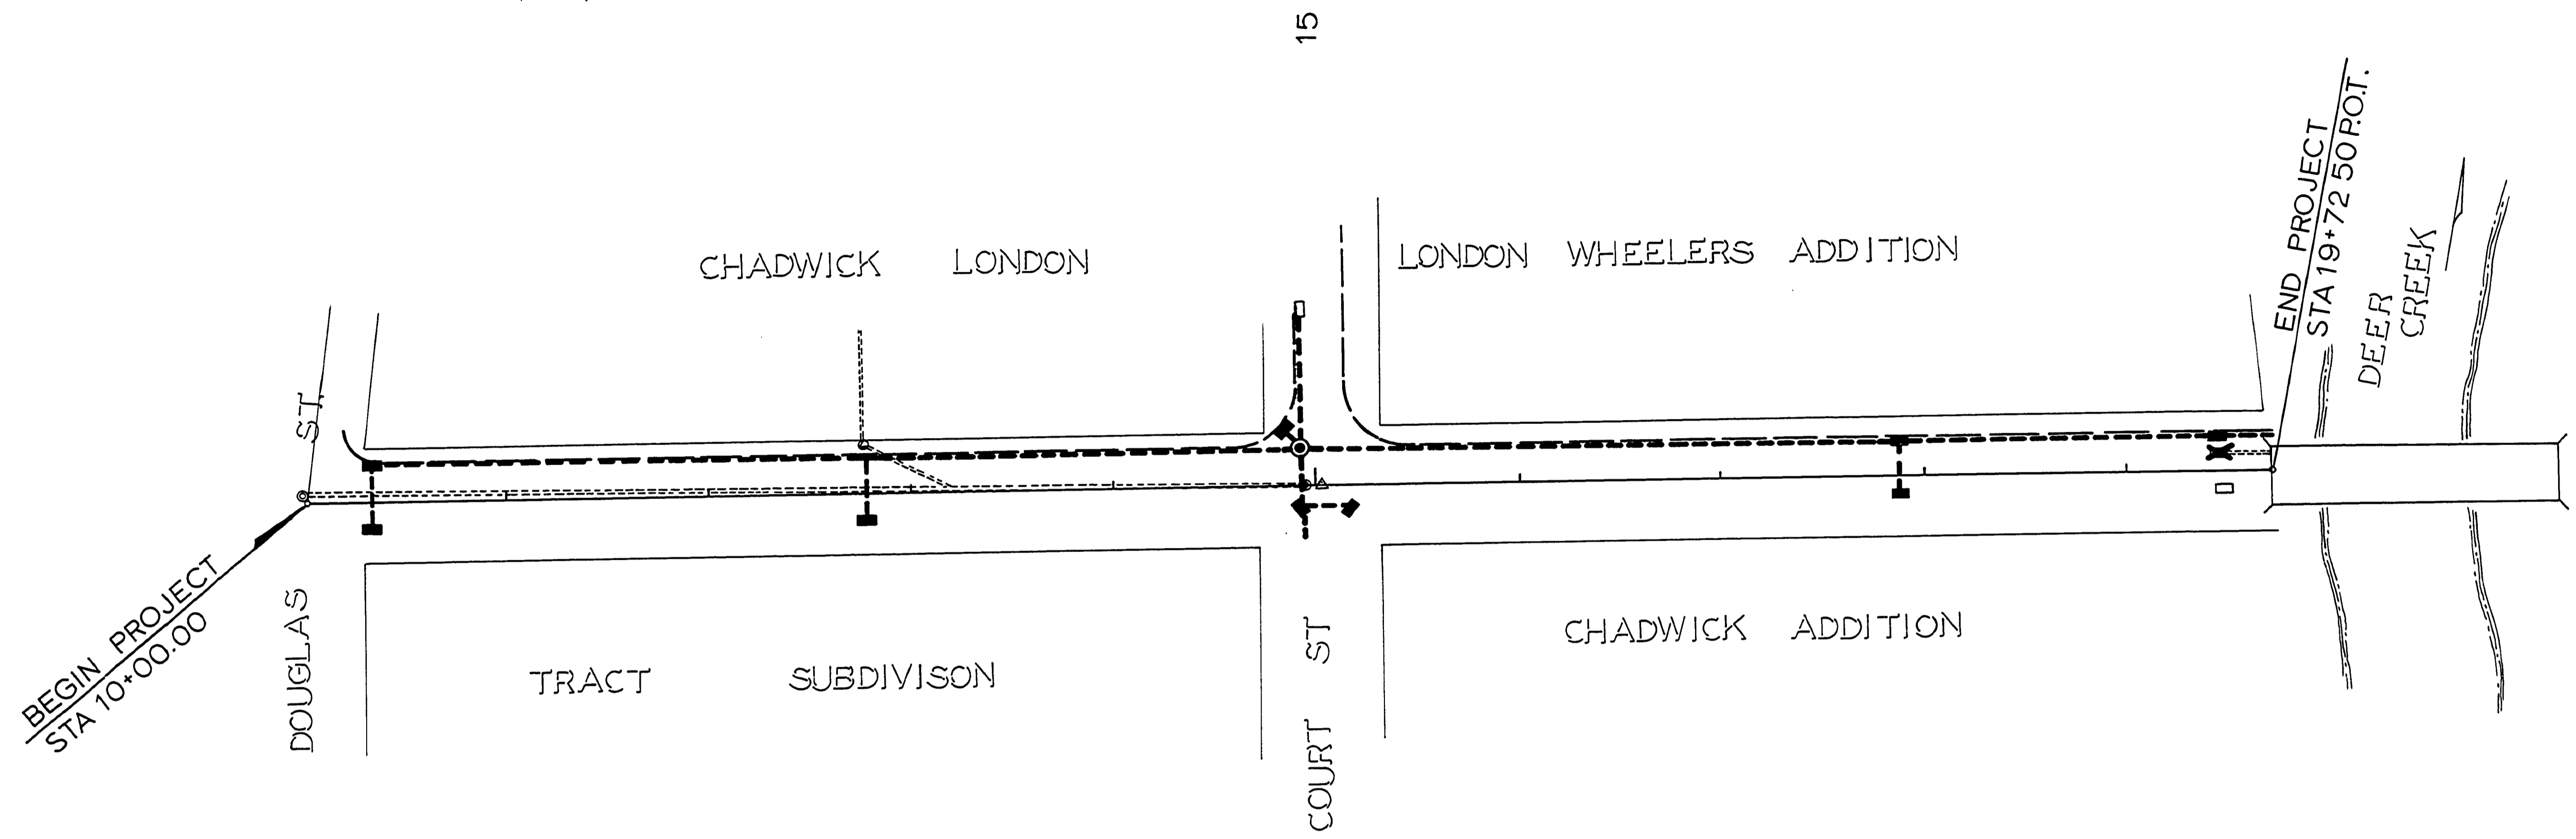 15
END PROJECT
STA 19+72 50 P.O.T.
DEER
CREEK
CHADWICK LONDON
LONDON WHEELERS ADDITION
ST.
BEGIN PROJECT
STA 10+00.00
DOUGLAS
TRACT SUBDIVISON
COURT ST
CHADWICK ADDITION